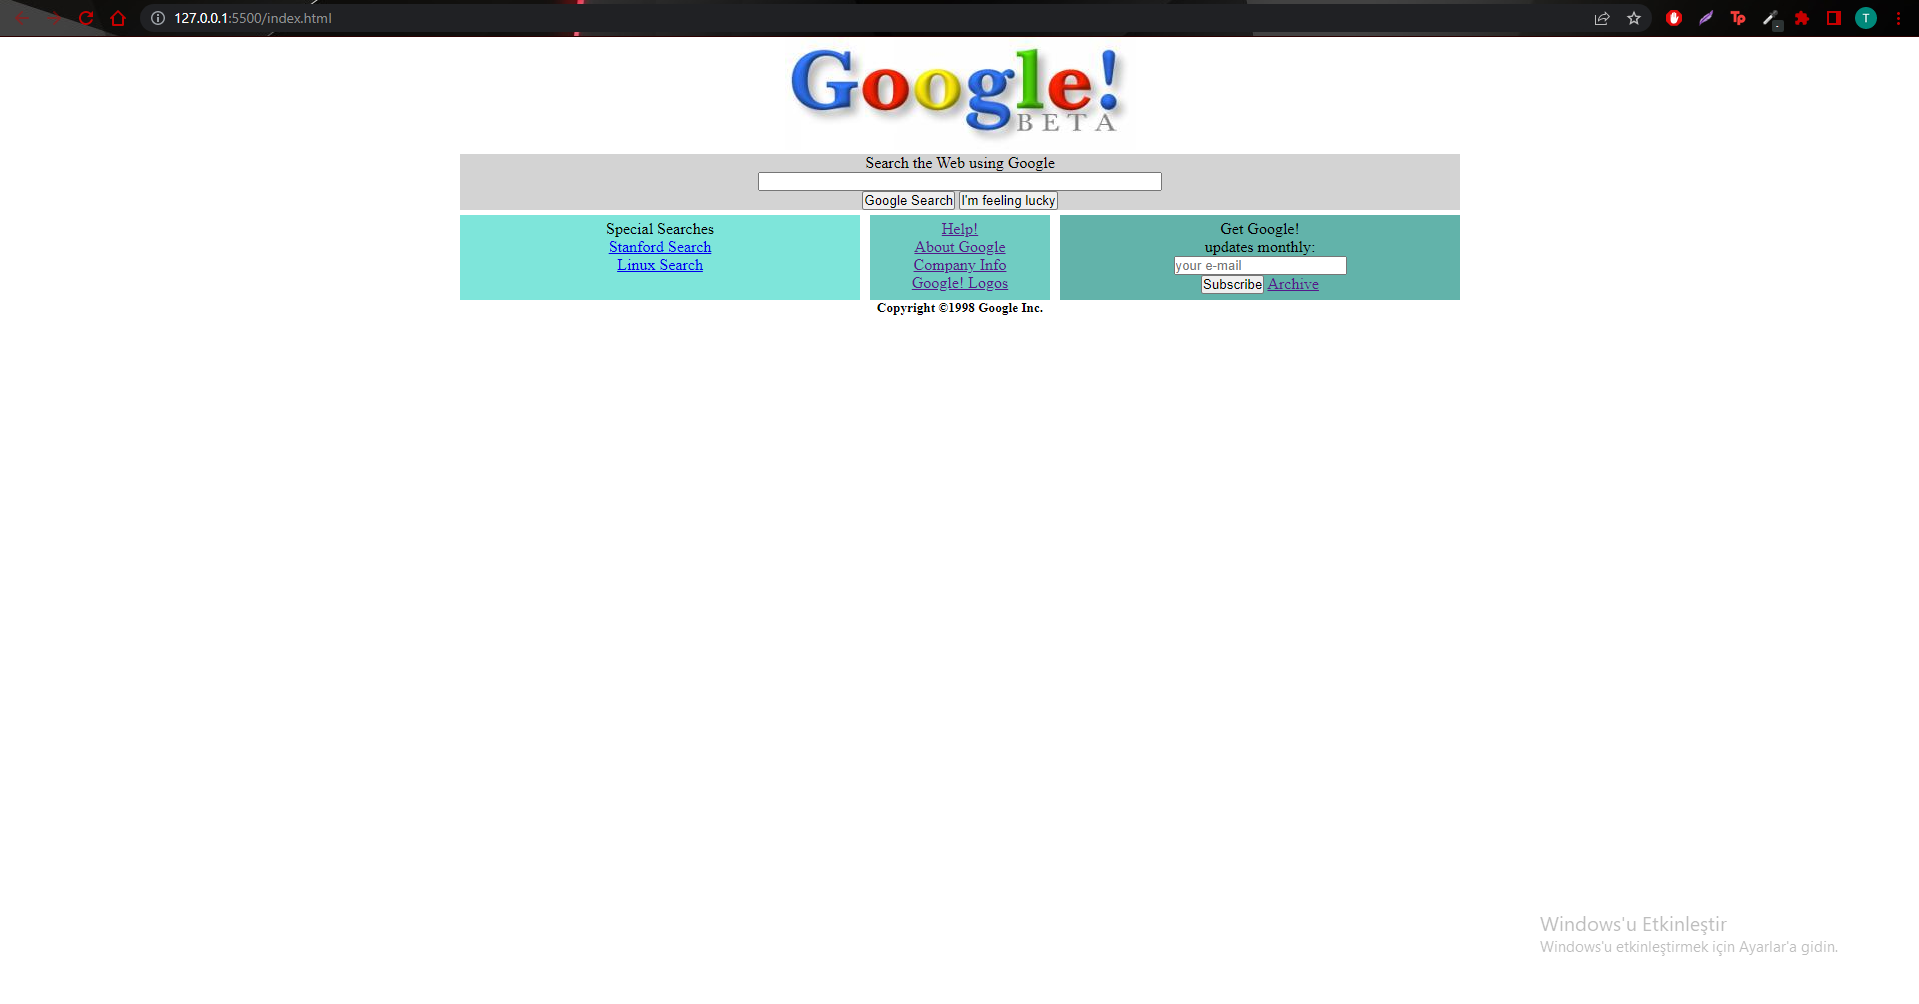 127.0.0.1:5500/index.html
Tp
T
Google!
BETA
Search the Web using Google
Google Search I'm feeling lucky
Special Searches
Stanford Search
Linux Search
Help!
About Google
Company Info
Google! Logos
Get Google!
updates monthly:
your e-mail
Subscribe Archive
Copyright ©1998 Google Inc.
Windows'u Etkinleştir
Windows'u etkinleştirmek için Ayarlar'a gidin.